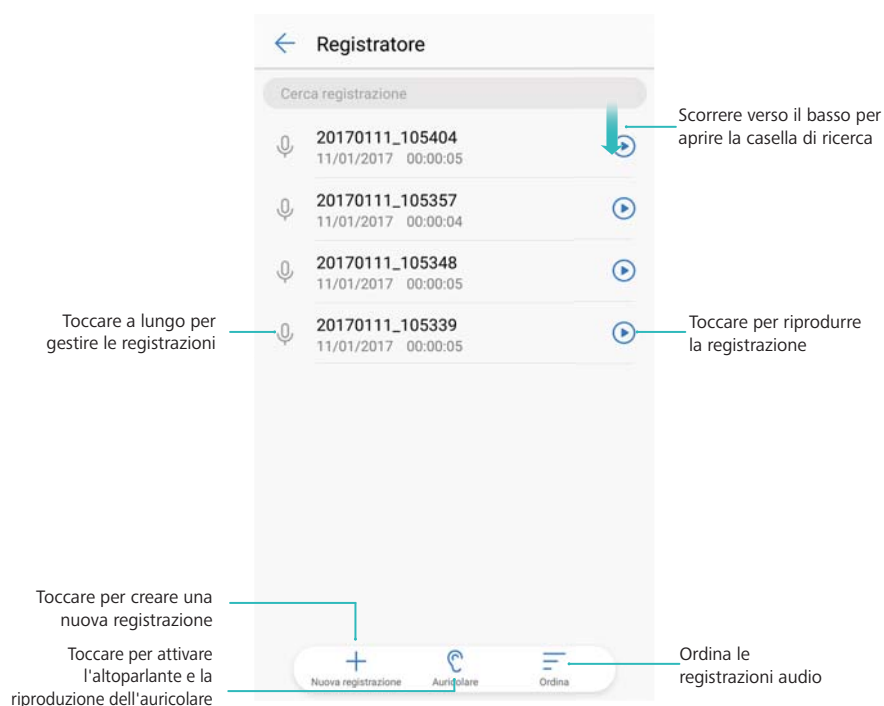 Registratore
Cerca registrazione
Scorrere verso il basso per
aprire la casella di ricerca
20170111_105404
11/01/2017 00:00:05
20170111_105357
11/01/2017 00:00:04
20170111_105348
11/01/2017 00:00:05
Toccare a lungo per
gestire le registrazioni
20170111_105339
11/01/2017 00:00:05
Toccare per riprodurre
la registrazione
Toccare per creare una
nuova registrazione
Toccare per attivare
l'altoparlante e la
riproduzione dell'auricolare
Nuova registrazione
Auricolare
Ordina
Ordina le
registrazioni audio